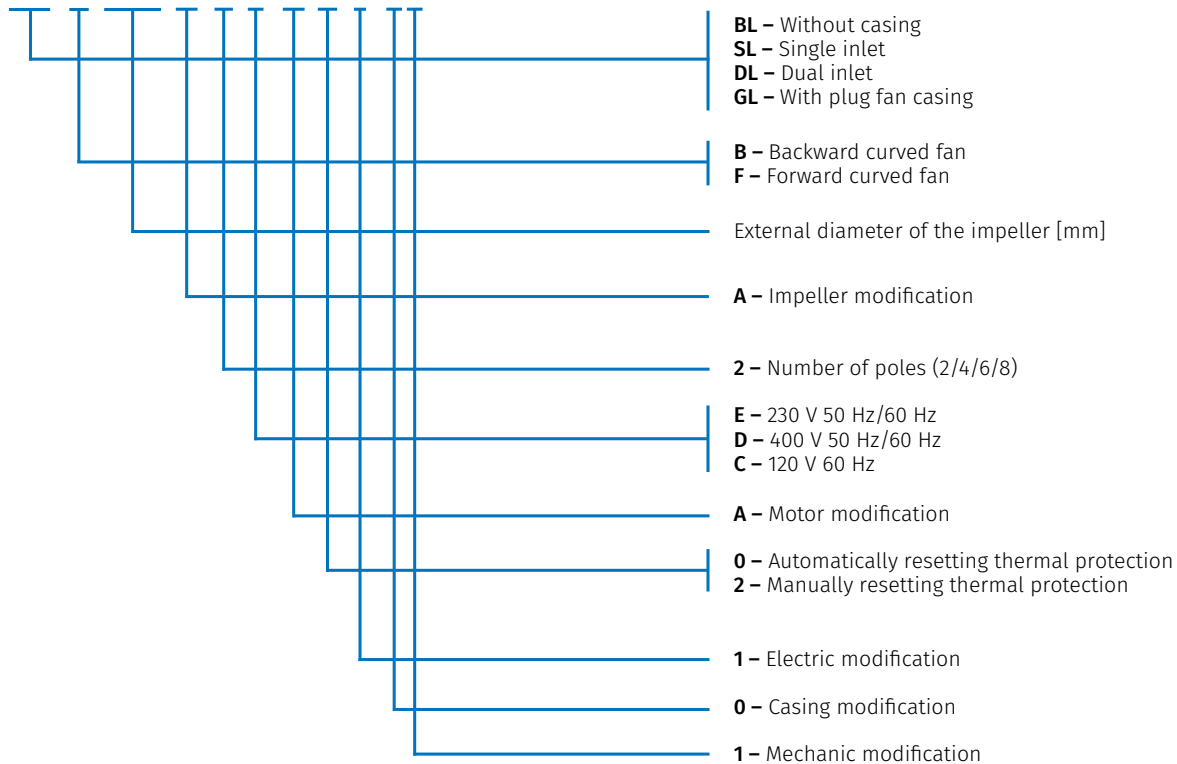 BL – Without casing
SL – Single inlet
DL – Dual inlet
GL – With plug fan casing
B – Backward curved fan
F – Forward curved fan
External diameter of the impeller [mm]
A – Impeller modification
2 – Number of poles (2/4/6/8)
E – 230 V 50 Hz/60 Hz
D – 400 V 50 Hz/60 Hz
C – 120 V 60 Hz
A – Motor modification
0 – Automatically resetting thermal protection
2 – Manually resetting thermal protection
1 – Electric modification
0 – Casing modification
1 – Mechanic modification